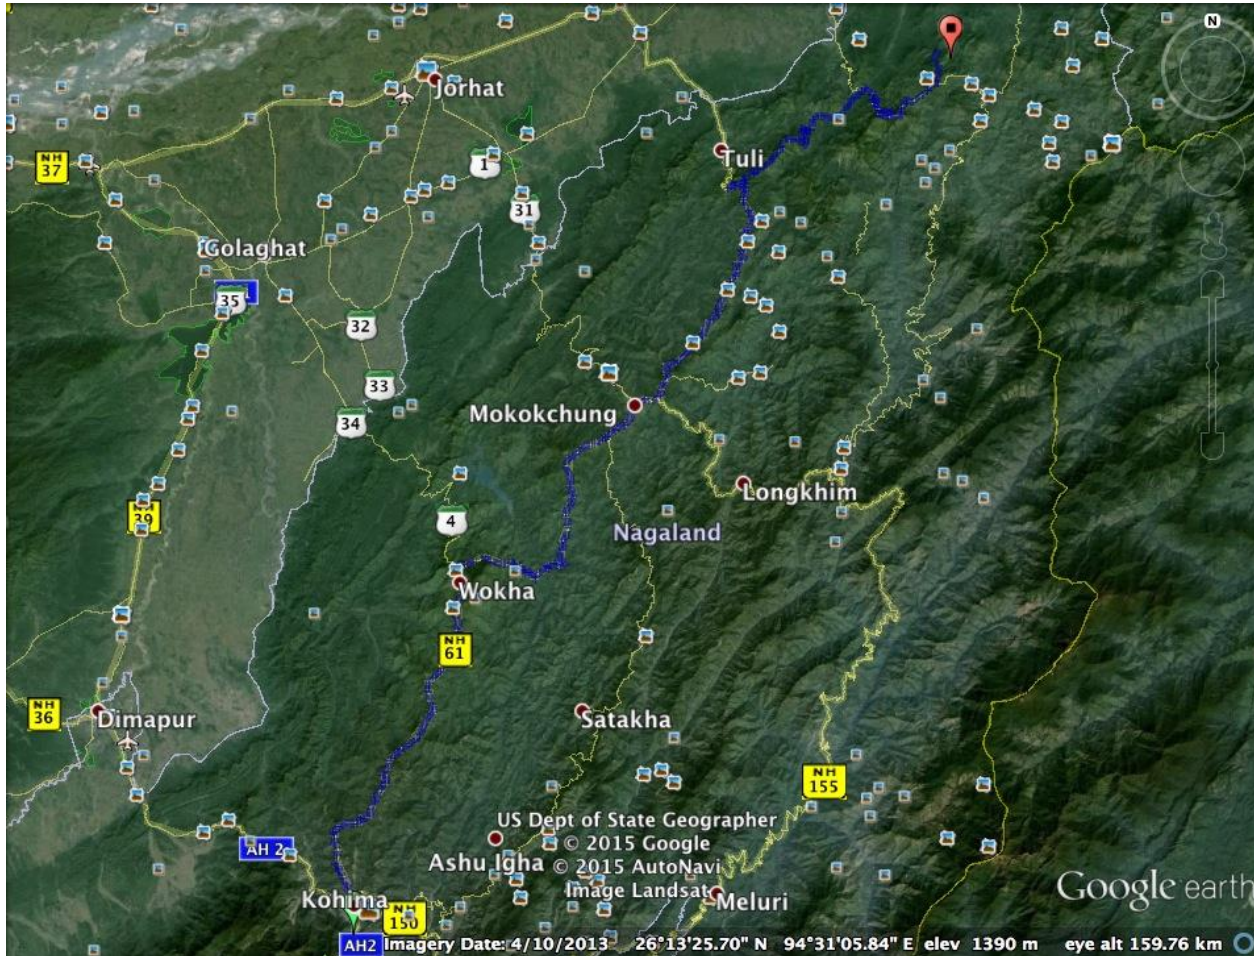 N
Jorhat
NH
37
1
Tuli
31
Golaghat
35
32
33
34
Mokokchung
Longkhim
NH
39
4
Nagaland
Wokha
NH
61
NH
36
Dimapur
Satakha
NH
155
US Dept of State Geographer
© 2015 Google
© 2015 AutoNavi
Image Landsat
AH 2
Ashu Igha
Kohima
NH
150
Meluri
Google earth
AH2
Imagery Date: 4/10/2013 26°13'25.70" N 94°31'05.84" E elev 1390 m eye alt 159.76 km